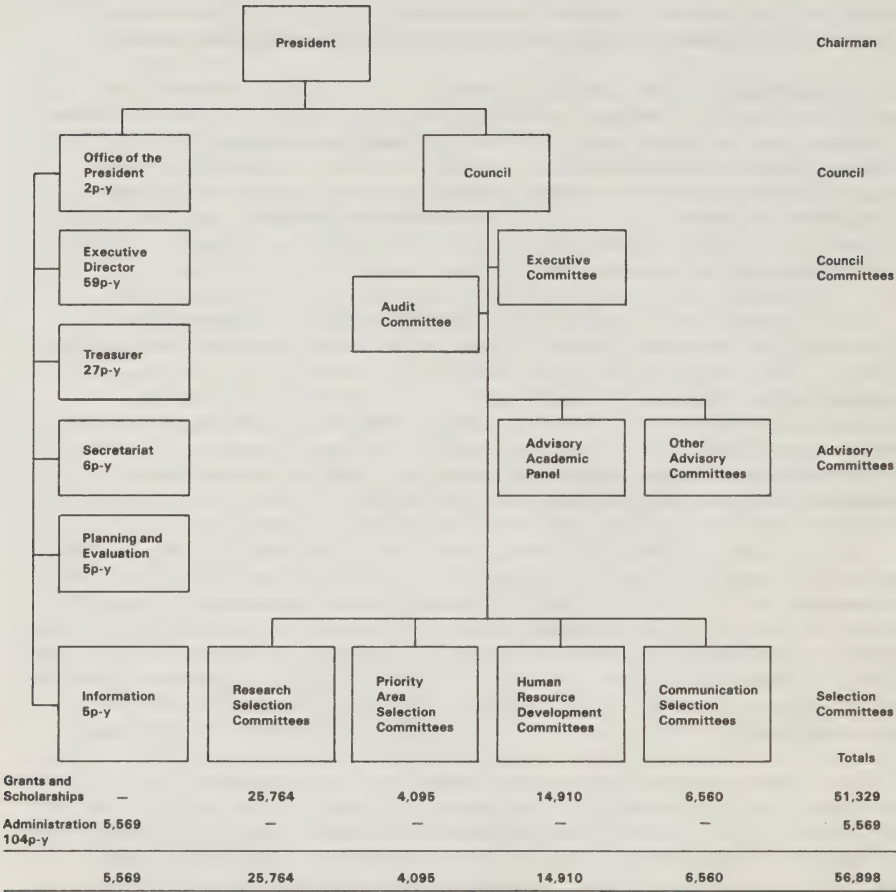 President
Chairman
Office of the
President
2p-y
Council
Council
Executive
Director
59p-y
Executive
Committee
Council
Committees
Audit
Committee
Treasurer
27p-y
Secretariat
6p-y
Advisory
Academic
Panel
Other
Advisory
Committees
Advisory
Committees
Planning and
Evaluation
5p-y
Information
5p-y
Research
Selection
Committees
Priority
Area
Selection
Committees
Human
Resource
Development
Committees
Communication
Selection
Committees
Selection
Committees
Totals
Grants and
Scholarships — 25,764 4,095 14,910 6,560 51,329
Administration 5,569 — — — — 5,569
104p-y
5,569 25,764 4,095 14,910 6,560 56,898